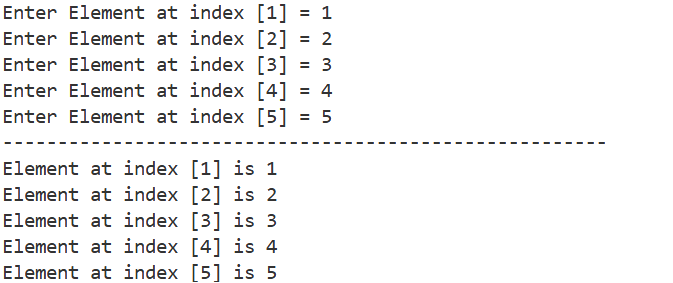 Enter Element at index [1] = 1
Enter Element at index [2] = 2
Enter Element at index [3] = 3
Enter Element at index [4] = 4
Enter Element at index [5] = 5
-------------------------------------------------------
Element at index [1] is 1
Element at index [2] is 2
Element at index [3] is 3
Element at index [4] is 4
Element at index [5] is 5